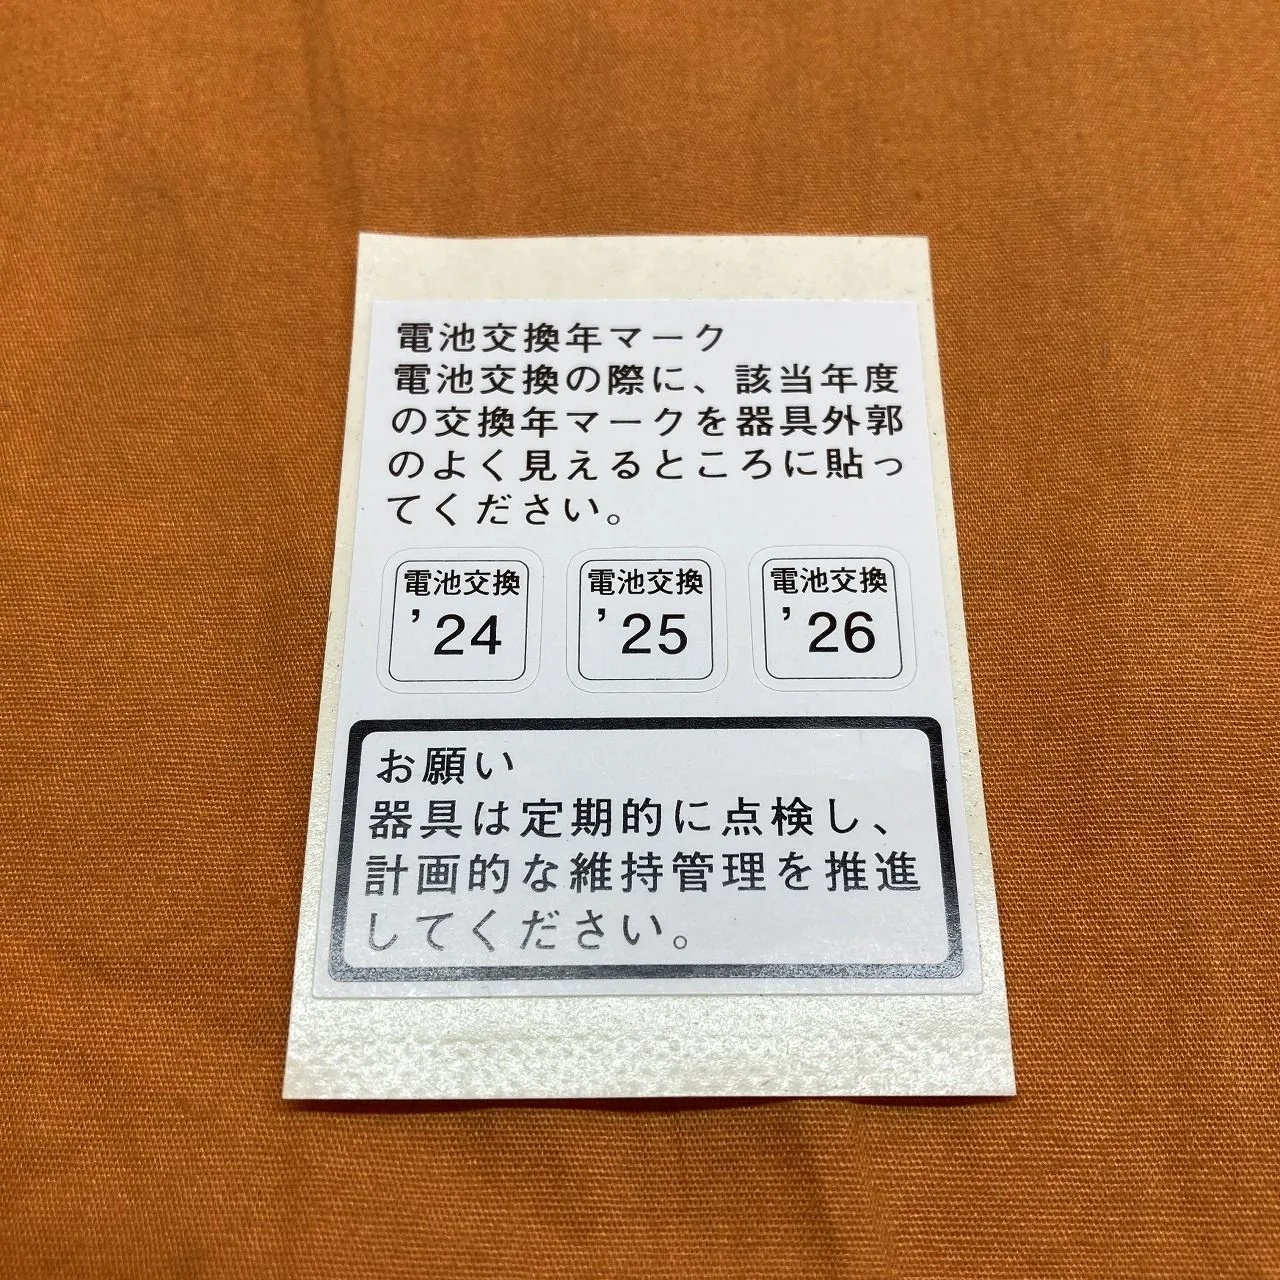 電池交換年マーク
電池交換の際に、該当年度
の交換年マークを器具外郭
のよく見えるところに貼っ
てください。
電池交換 電池交換 電池交換
’24 ’25 ’26
お願い
器具は定期的に点検し、
計画的な維持管理を推進
してください。